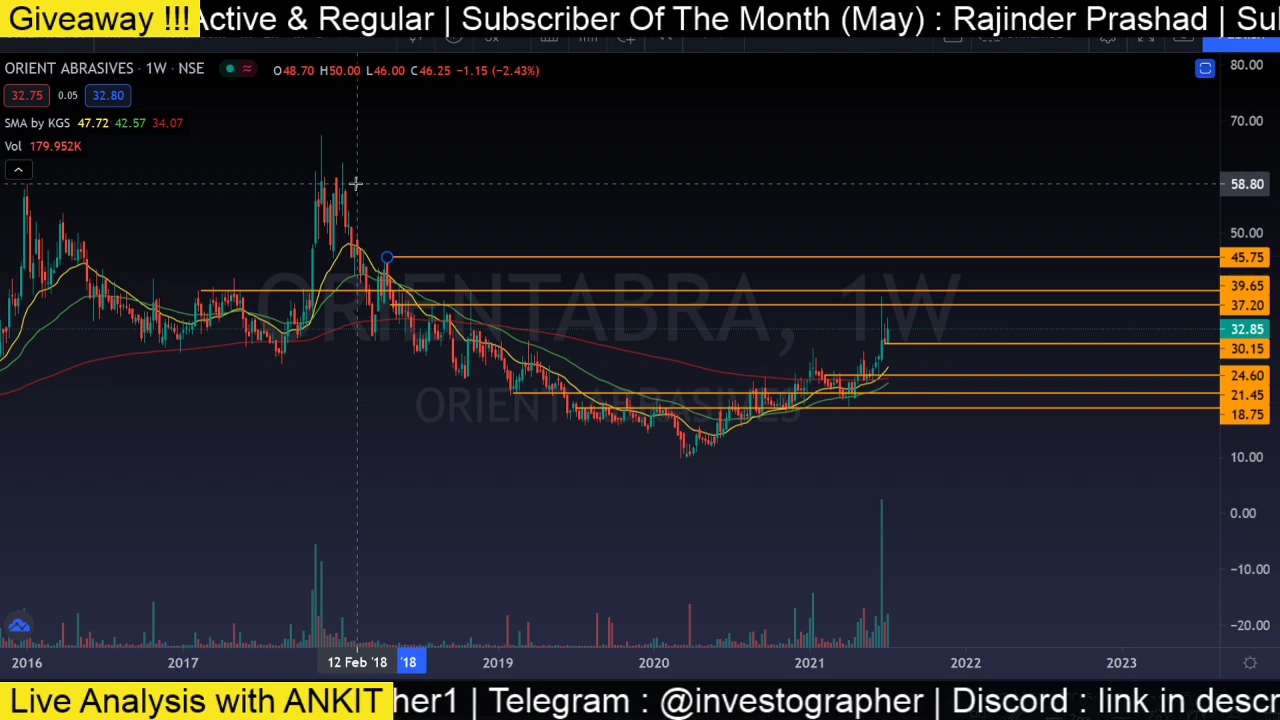 Giveaway !!! Active & Regular | Subscriber Of The Month (May) : Rajinder Prashad | Su
ORIENT ABRASIVES · 1W · NSE O48.70 H50.00 L46.00 C46.25 −1.15 (−2.43%)
32.75 0.05 32.80
SMA by KGS 47.72 42.57 34.07
Vol 179.952K
ORIENTABRA, 1W
ORIENT ABRASIVES
80.00
70.00
58.80
50.00
45.75
39.65
37.20
32.85
30.15
24.60
21.45
18.75
10.00
0.00
−10.00
−20.00
2016 2017 12 Feb '18 '18 2019 2020 2021 2022 2023
Live Analysis with ANKIT her1 | Telegram : @investographer | Discord : link in descr